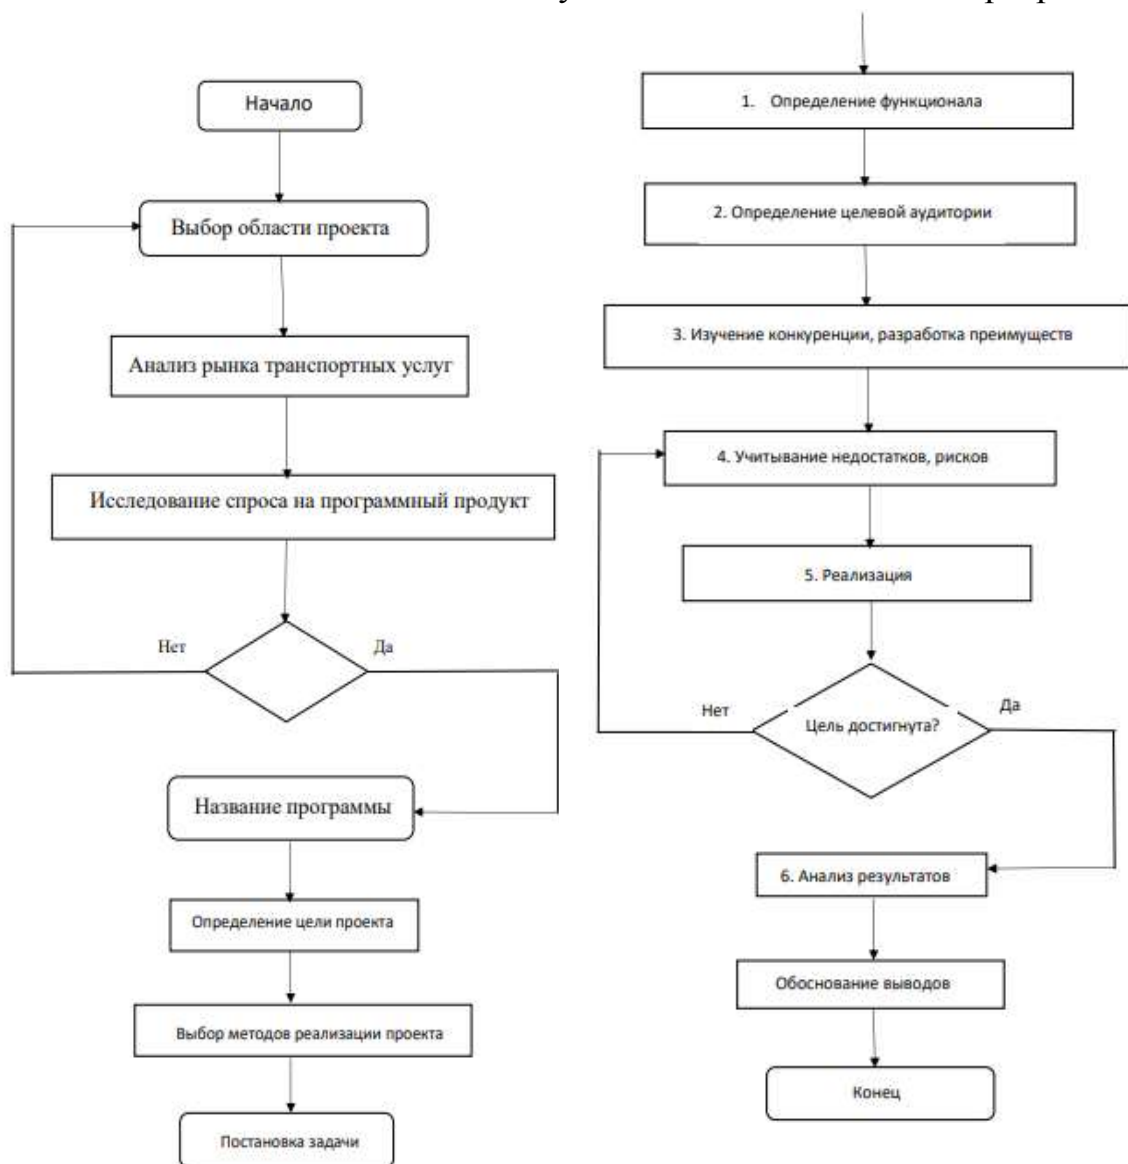 Начало
Выбор области проекта
Анализ рынка транспортных услуг
Исследование спроса на программный продукт
Нет
Да
Название программы
Определение цели проекта
Выбор методов реализации проекта
Постановка задачи
1. Определение функционала
2. Определение целевой аудитории
3. Изучение конкуренции, разработка преимуществ
4. Учитывание недостатков, рисков
5. Реализация
Нет
Цель достигнута?
Да
6. Анализ результатов
Обоснование выводов
Конец